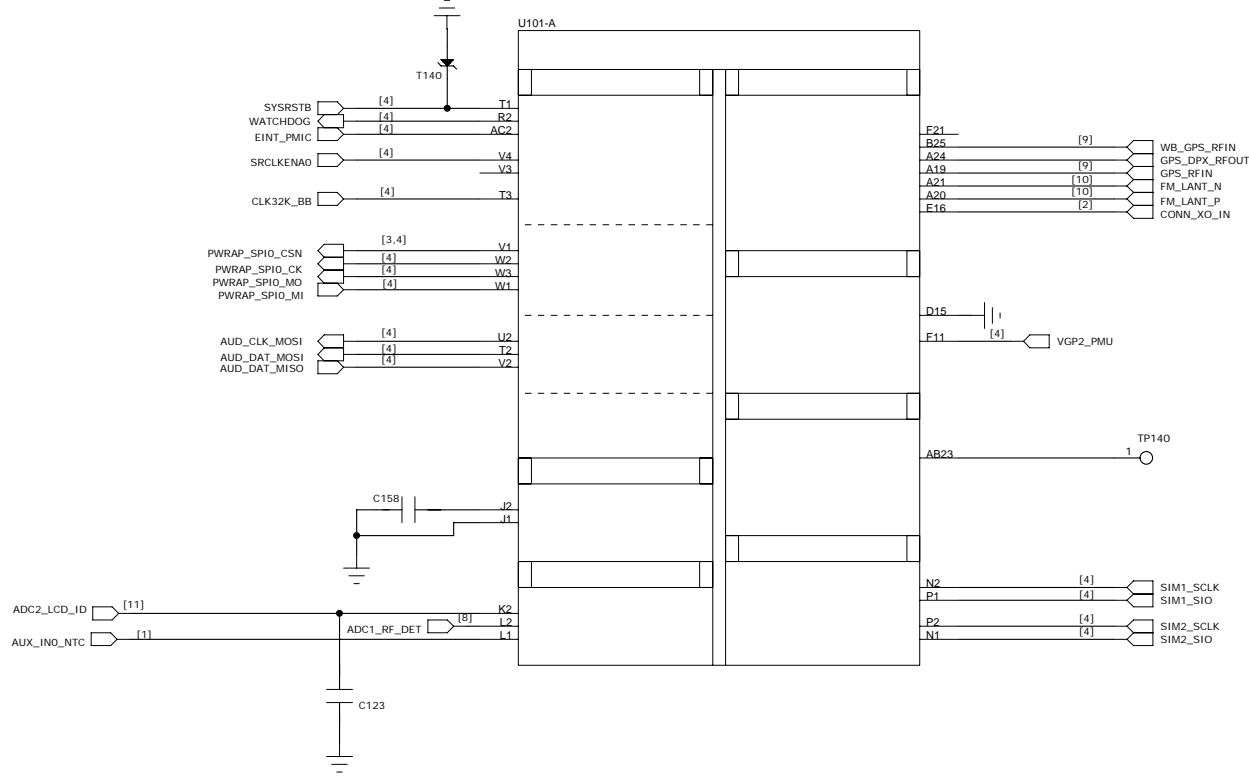 U101-A
T140
SYSRSTB [4] T1
WATCHDOG [4] R2
EINT_PMIC [4] AC2
SRCLKENA0 [4] V4
V3
CLK32K_BB [4] T3
PWRAP_SPI0_CSN [3,4] V1
PWRAP_SPI0_CK [4] W2
PWRAP_SPI0_MO [4] W3
PWRAP_SPI0_MI [4] W1
AUD_CLK_MOSI [4] U2
AUD_DAT_MOSI [4] T2
AUD_DAT_MISO [4] V2
C158 J2
J1
ADC2_LCD_ID [11] K2
ADC1_RF_DET [8] L2
AUX_IN0_NTC [1] L1
C123
F21
B25 [9] WB_GPS_RFIN
A24 GPS_DPX_RFOUT
A19 [9] GPS_RFIN
A21 [10] FM_LANT_N
A20 [10] FM_LANT_P
E16 [2] CONN_XO_IN
D15
F11 [4] VGP2_PMU
AB23 1 TP140
N2 [4] SIM1_SCLK
P1 [4] SIM1_SIO
P2 [4] SIM2_SCLK
N1 [4] SIM2_SIO